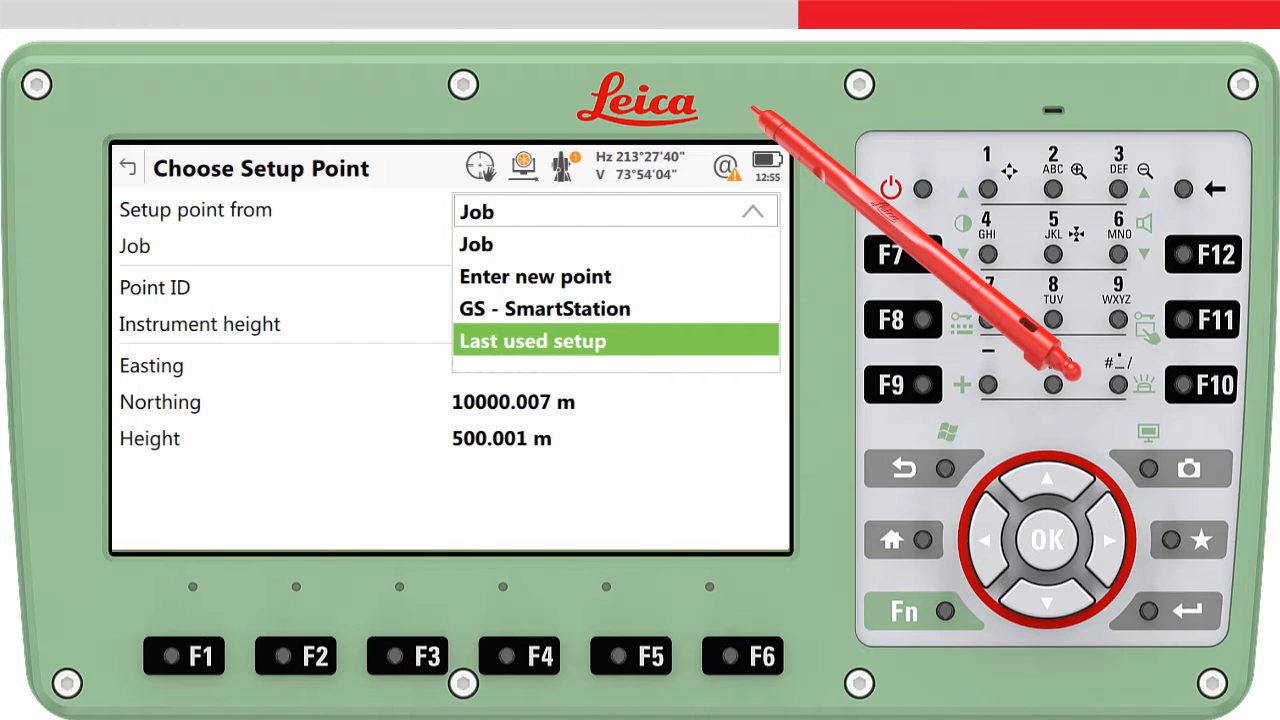 Leica
Choose Setup Point
1
Hz 213°27'40"
V 73°54'04"
@
12:55
Setup point from
Job
Job
Job
Enter new point
Point ID
GS - SmartStation
Instrument height
Last used setup
Easting
Northing
10000.007 m
Height
500.001 m
1
2
ABC
3
DEF
4
GHI
5
JKL
6
MNO
8
TUV
9
WXYZ
#
/
F7
F8
F9
F12
F11
F10
OK
Fn
F1
F2
F3
F4
F5
F6
Leica